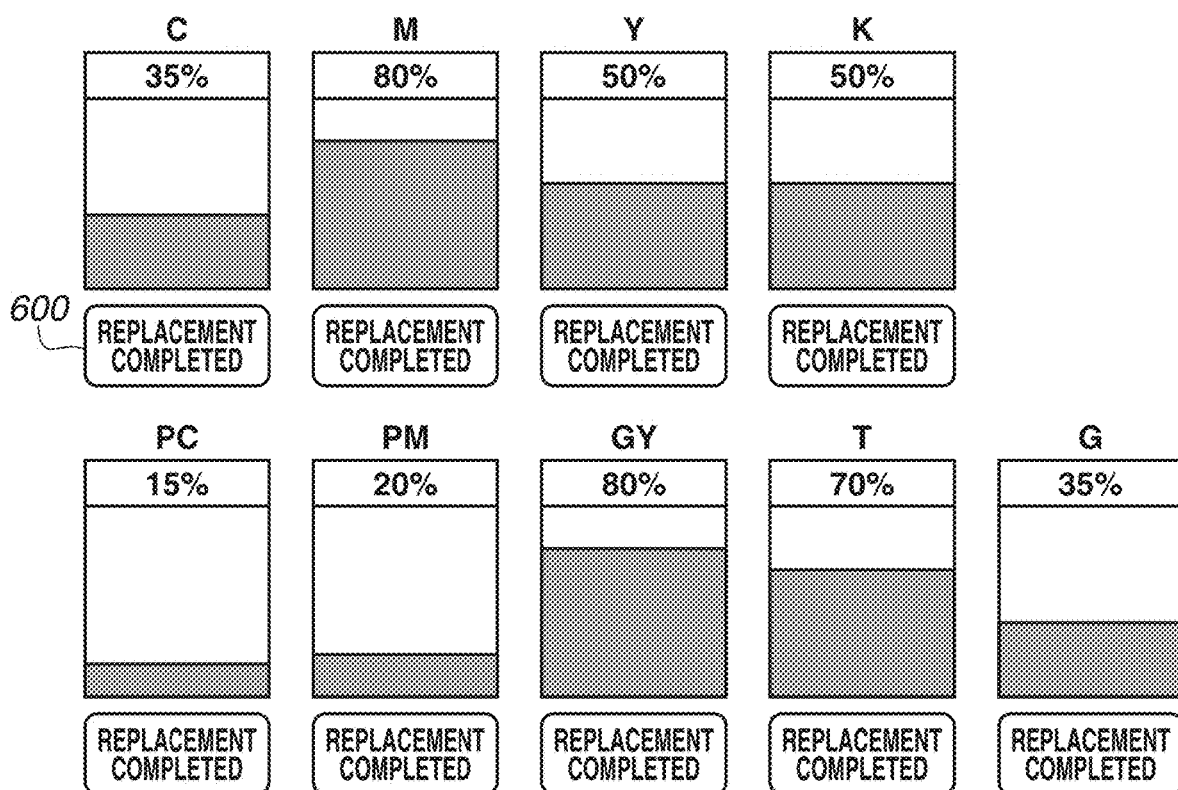 C M Y K
35% 80% 50% 50%
600
REPLACEMENT COMPLETED
REPLACEMENT COMPLETED
REPLACEMENT COMPLETED
REPLACEMENT COMPLETED
PC PM GY T G
15% 20% 80% 70% 35%
REPLACEMENT COMPLETED
REPLACEMENT COMPLETED
REPLACEMENT COMPLETED
REPLACEMENT COMPLETED
REPLACEMENT COMPLETED